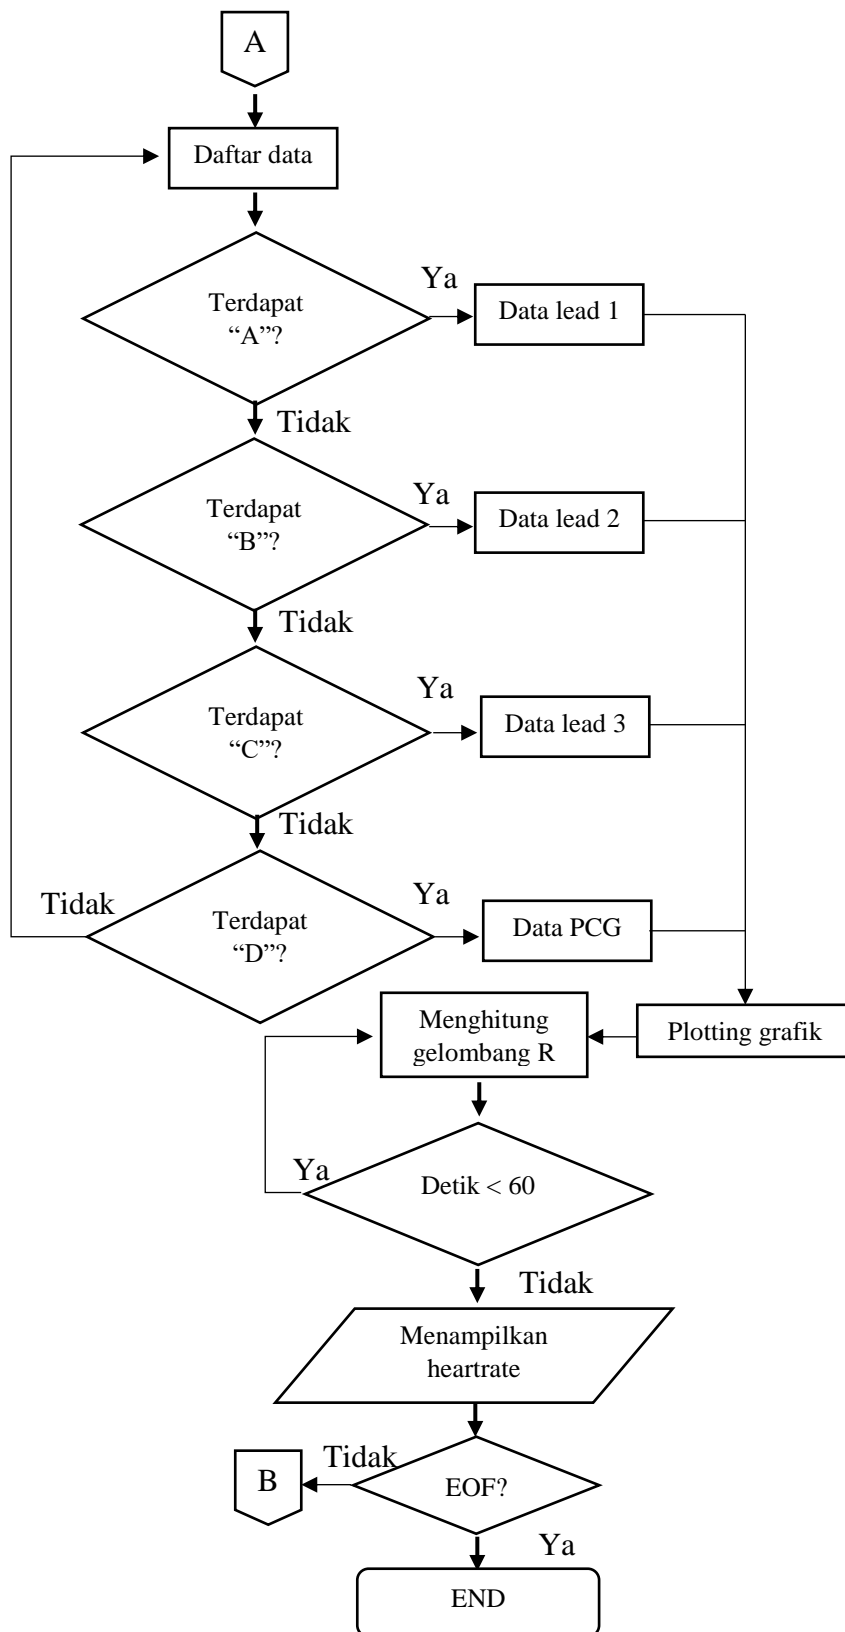 A
Daftar data
Terdapat
“A”?
Ya
Data lead 1
Tidak
Terdapat
“B”?
Ya
Data lead 2
Tidak
Terdapat
“C”?
Ya
Data lead 3
Tidak
Terdapat
“D”?
Tidak
Ya
Data PCG
Plotting grafik
Menghitung
gelombang R
Ya
Detik < 60
Tidak
Menampilkan
heartrate
Tidak
B
EOF?
Ya
END